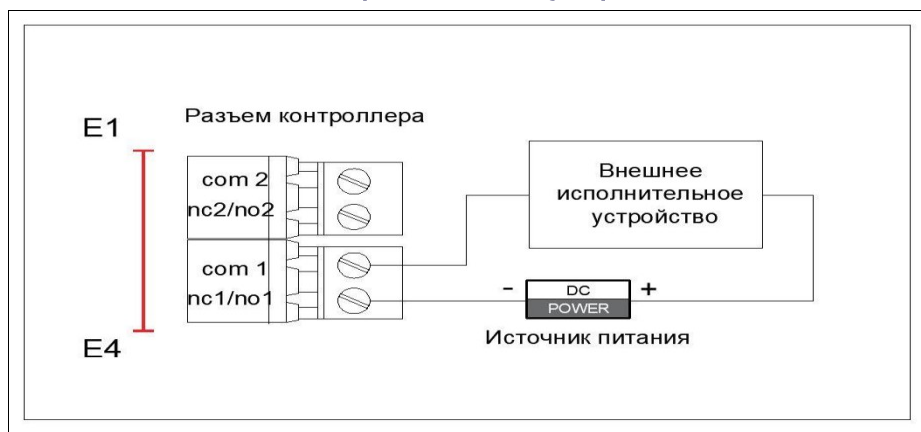 E1
Разъем контроллера
com 2
nc2/no2
com 1
nc1/no1
E4
Внешнее
исполнительное
устройство
- DC +
POWER
Источник питания